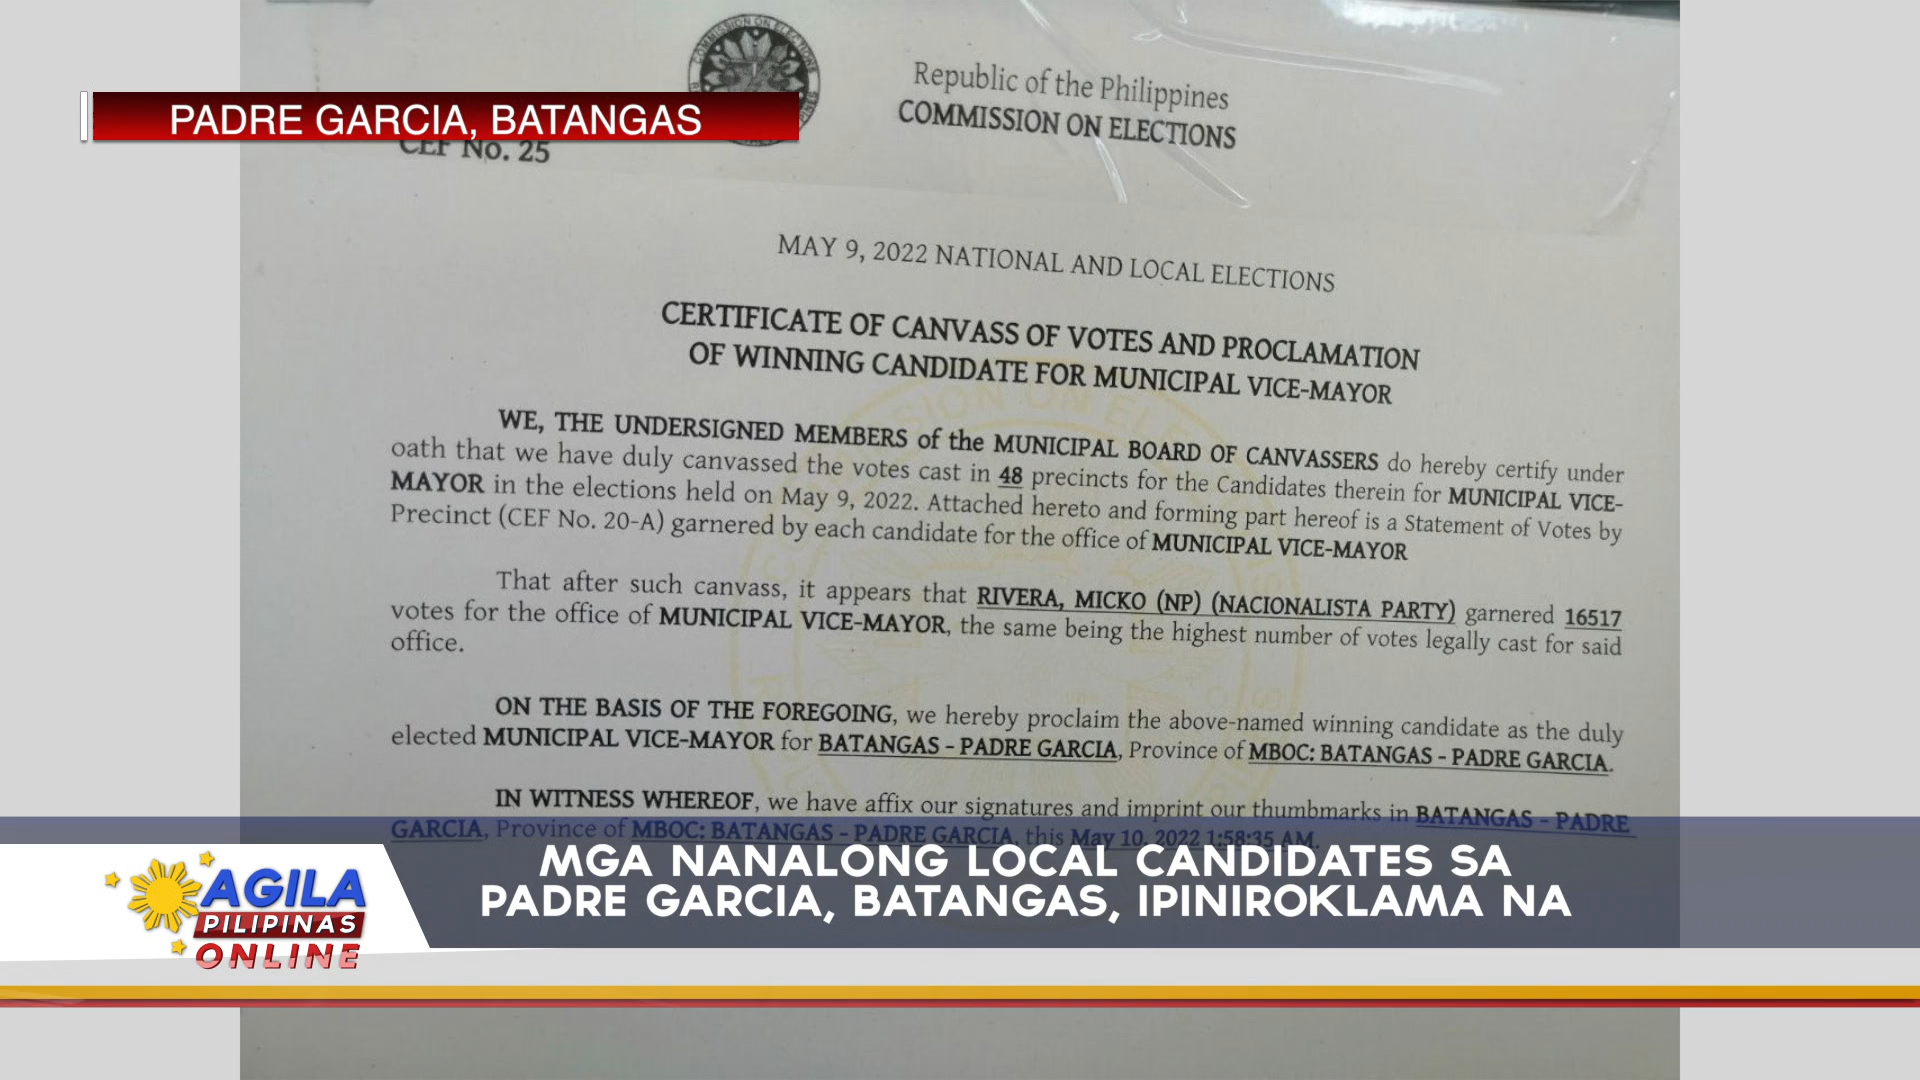 COMMISSION ON ELECTIONS
Republic of the Philippines
COMMISSION ON ELECTIONS
PADRE GARCIA, BATANGAS
CEF No. 25
MAY 9, 2022 NATIONAL AND LOCAL ELECTIONS
CERTIFICATE OF CANVASS OF VOTES AND PROCLAMATION
OF WINNING CANDIDATE FOR MUNICIPAL VICE-MAYOR
WE, THE UNDERSIGNED MEMBERS of the MUNICIPAL BOARD OF CANVASSERS do hereby certify under
oath that we have duly canvassed the votes cast in 48 precincts for the Candidates therein for MUNICIPAL VICE-
MAYOR in the elections held on May 9, 2022. Attached hereto and forming part hereof is a Statement of Votes by
Precinct (CEF No. 20-A) garnered by each candidate for the office of MUNICIPAL VICE-MAYOR
That after such canvass, it appears that RIVERA, MICKO (NP) (NACIONALISTA PARTY) garnered 16517
votes for the office of MUNICIPAL VICE-MAYOR, the same being the highest number of votes legally cast for said
office.
ON THE BASIS OF THE FOREGOING, we hereby proclaim the above-named winning candidate as the duly
elected MUNICIPAL VICE-MAYOR for BATANGAS - PADRE GARCIA, Province of MBOC: BATANGAS - PADRE GARCIA.
IN WITNESS WHEREOF, we have affix our signatures and imprint our thumbmarks in BATANGAS - PADRE
GARCIA, Province of MBOC: BATANGAS - PADRE GARCIA, this May 10, 2022 1:58:35 AM.
MGA NANALONG LOCAL CANDIDATES SA
PADRE GARCIA, BATANGAS, IPINIROKLAMA NA
AGILA
PILIPINAS
ONLINE